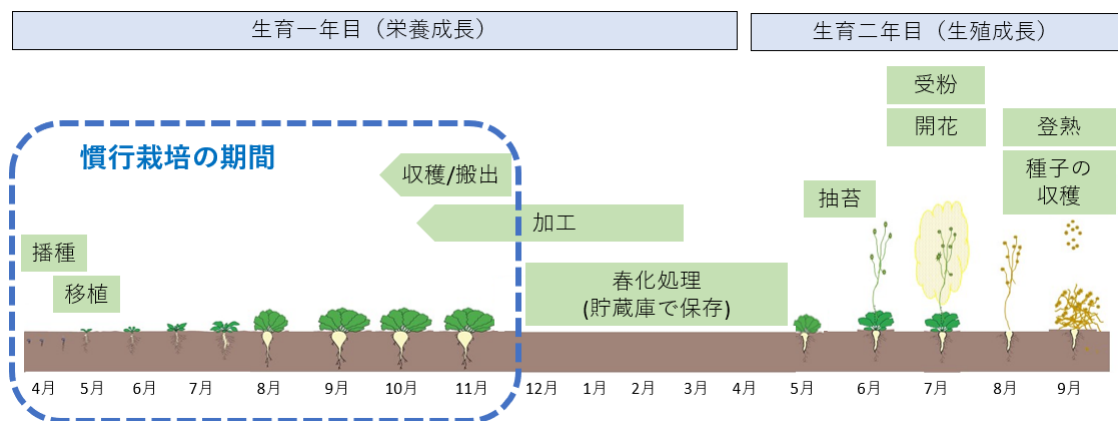 生育一年目（栄養成長）
生育二年目（生殖成長）
受粉
開花
登熟
慣行栽培の期間
収穫/搬出
種子の
収穫
抽苔
加工
播種
移植
春化処理
(貯蔵庫で保存)
4月 5月 6月 7月 8月 9月 10月 11月 12月 1月 2月 3月 4月 5月 6月 7月 8月 9月